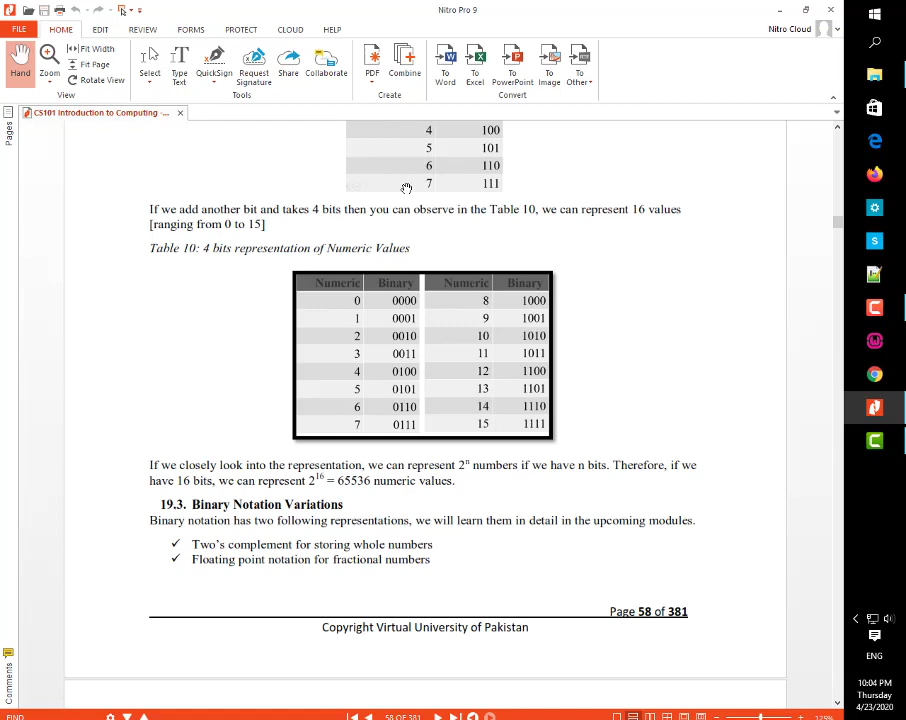 Nitro Pro 9
FILE HOME EDIT REVIEW FORMS PROTECT CLOUD HELP
Nitro Cloud
Hand
Zoom
Fit Width
Fit Page
Rotate View
View
Select
Type Text
QuickSign
Request Signature
Share
Collaborate
Tools
PDF
Combine
Create
To Word
To Excel
To PowerPoint
To Image
To Other
Convert
CS101 Introduction to Computing -...
Pages
4 100
5 101
6 110
7 111
If we add another bit and takes 4 bits then you can observe in the Table 10, we can represent 16 values
[ranging from 0 to 15]
Table 10: 4 bits representation of Numeric Values
Numeric Binary Numeric Binary
0 0000 8 1000
1 0001 9 1001
2 0010 10 1010
3 0011 11 1011
4 0100 12 1100
5 0101 13 1101
6 0110 14 1110
7 0111 15 1111
If we closely look into the representation, we can represent 2ⁿ numbers if we have n bits. Therefore, if we
have 16 bits, we can represent 2¹⁶ = 65536 numeric values.
19.3. Binary Notation Variations
Binary notation has two following representations, we will learn them in detail in the upcoming modules.
✓ Two's complement for storing whole numbers
✓ Floating point notation for fractional numbers
Page 58 of 381
Copyright Virtual University of Pakistan
Comments
FIND
58 OF 381
125%
ENG
10:04 PM
Thursday
4/23/2020